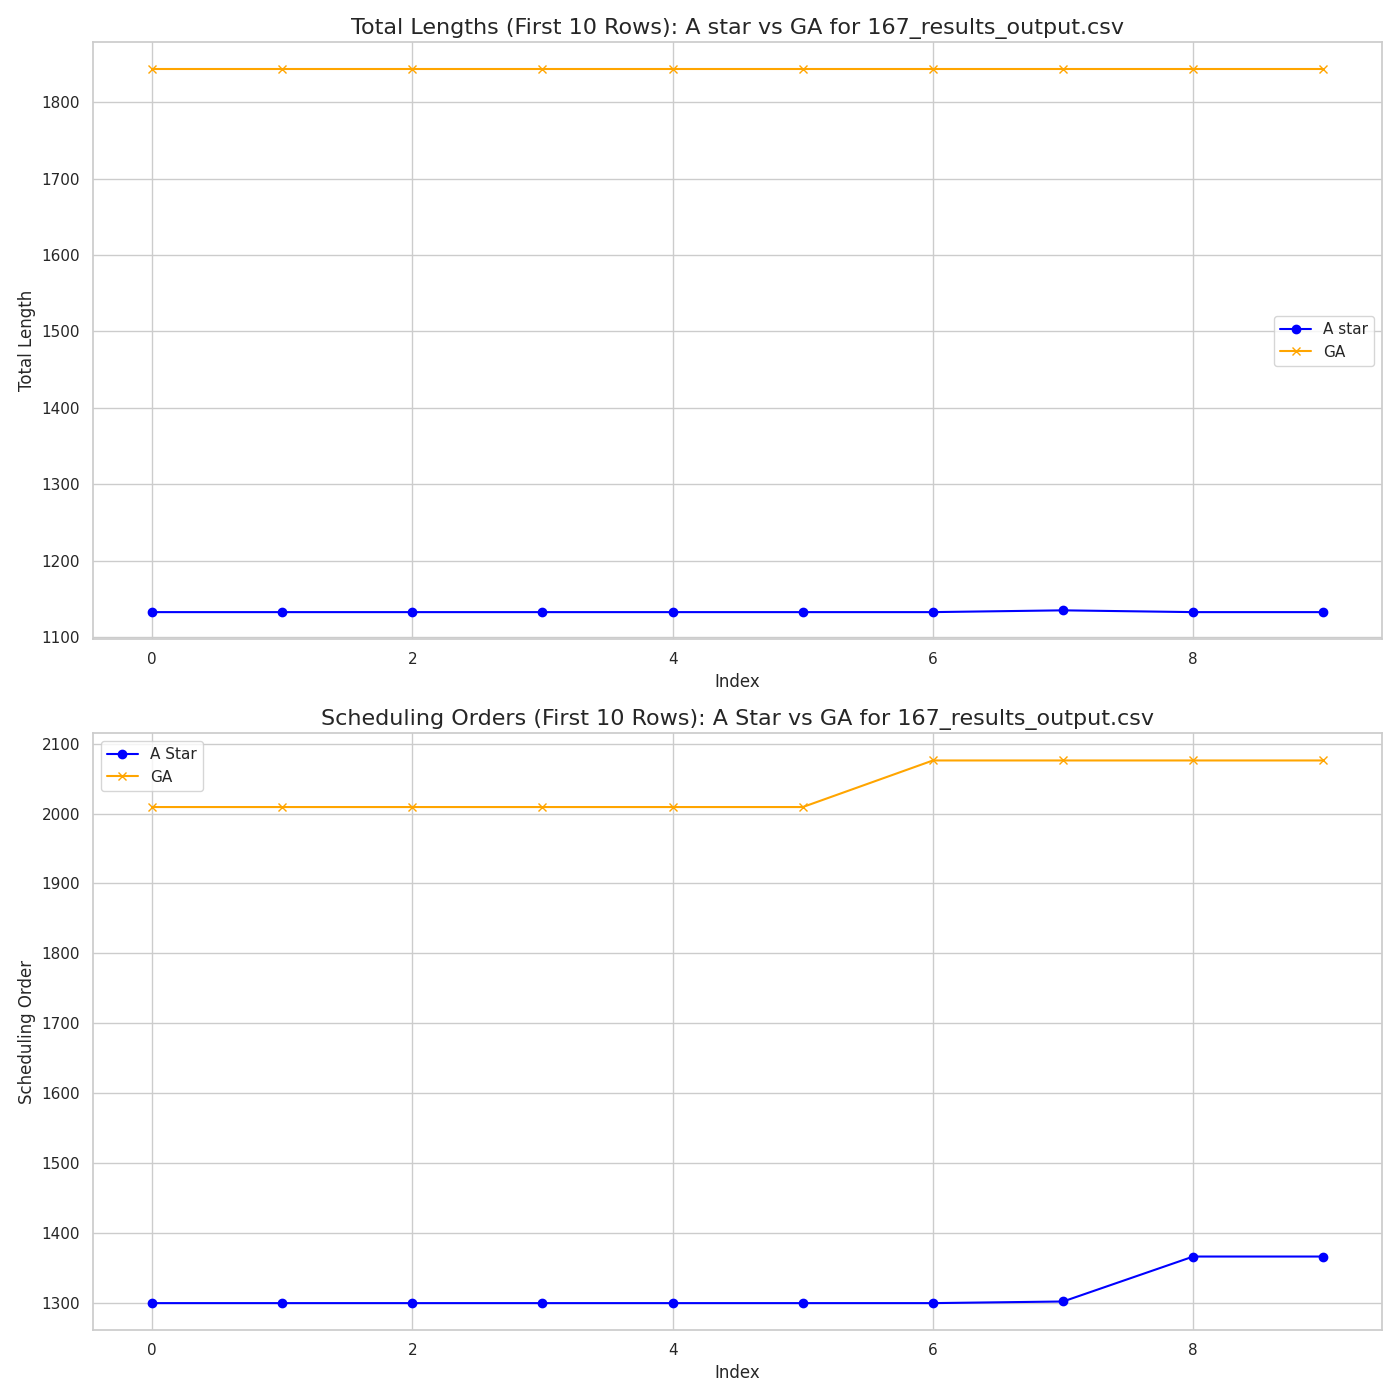 Total Lengths (First 10 Rows): A star vs GA for 167_results_output.csv
Total Length
1800
1700
1600
1500
1400
1300
1200
1100
A star
GA
0 2 4 6 8
Index
Scheduling Orders (First 10 Rows): A Star vs GA for 167_results_output.csv
Scheduling Order
2100
2000
1900
1800
1700
1600
1500
1400
1300
A Star
GA
0 2 4 6 8
Index